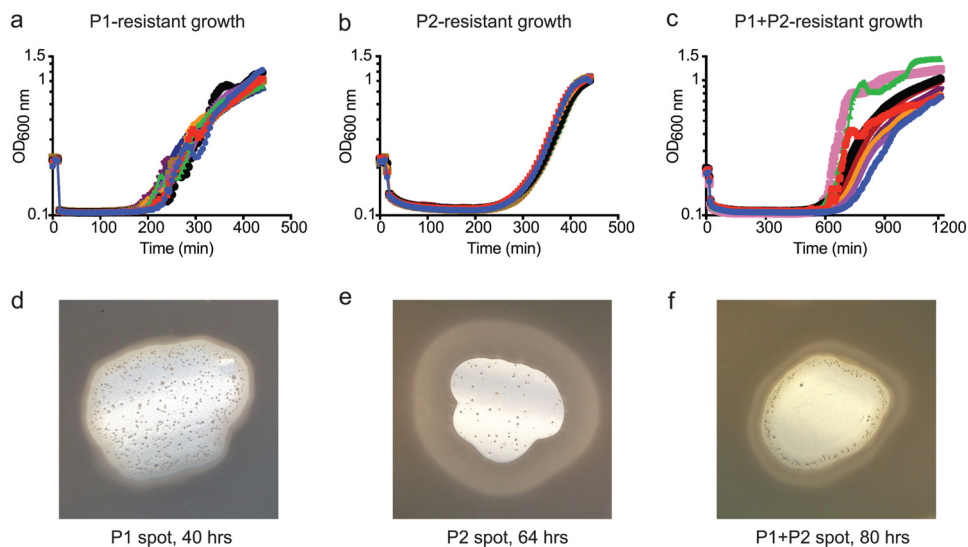 a P1-resistant growth
b P2-resistant growth
c P1+P2-resistant growth
OD600 nm
1.5
1
0.1
0 100 200 300 400 500
Time (min)
OD600 nm
1.5
1
0.1
0 100 200 300 400 500
Time (min)
OD600 nm
1.5
1
0.1
0 300 600 900 1200
Time (min)
d
e
f
P1 spot, 40 hrs
P2 spot, 64 hrs
P1+P2 spot, 80 hrs